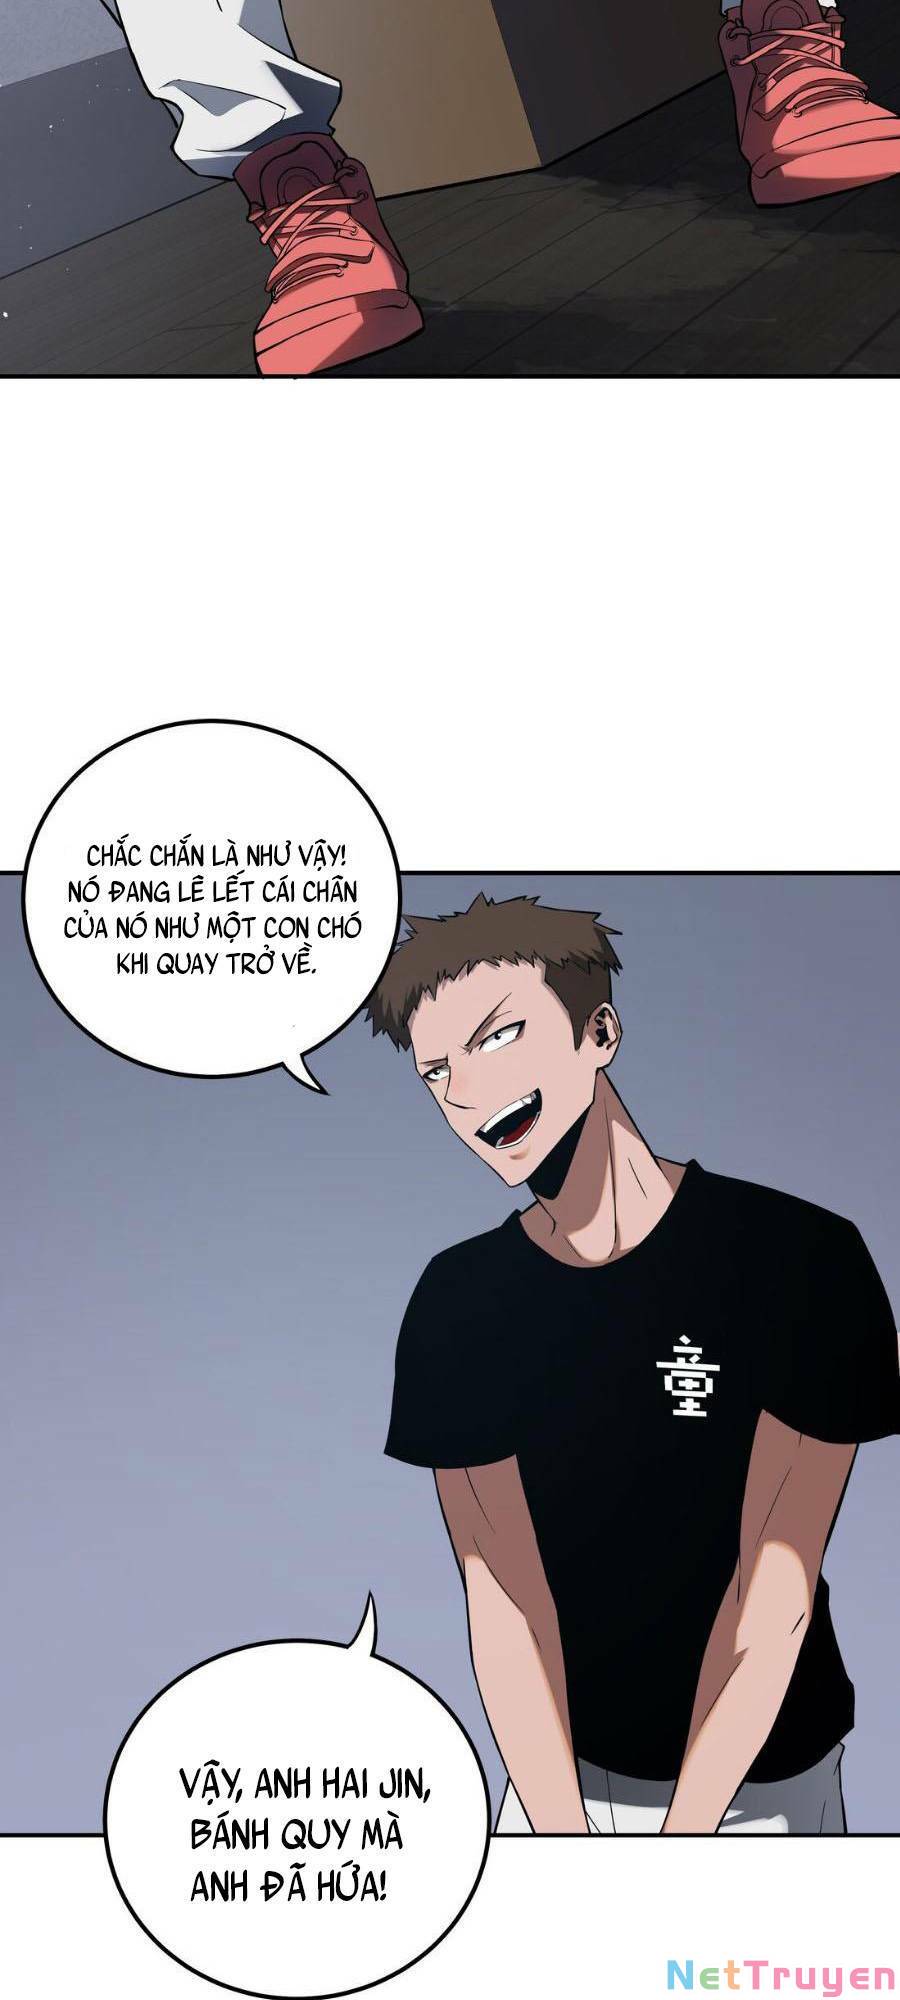 CHẮC CHẮN LÀ NHƯ VẬY!
NÓ ĐANG LÊ LẾT CÁI CHÂN
CỦA NÓ NHƯ MỘT CON CHÓ
KHI QUAY TRỞ VỀ.
童
VẬY, ANH HAI JIN,
BÁNH QUY MÀ
ANH ĐÃ HỨA!
NetTruyen